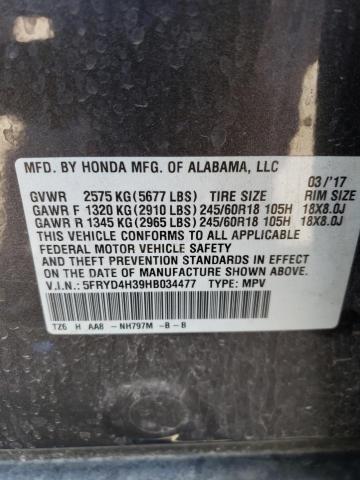 MFD. BY HONDA MFG. OF ALABAMA, LLC
03/'17
GVWR 2575 KG (5677 LBS) TIRE SIZE RIM SIZE
GAWR F 1320 KG (2910 LBS) 245/60R18 105H 18X8.0J
GAWR R 1345 KG (2965 LBS) 245/60R18 105H 18X8.0J
THIS VEHICLE CONFORMS TO ALL APPLICABLE
FEDERAL MOTOR VEHICLE SAFETY
AND THEFT PREVENTION STANDARDS IN EFFECT
ON THE DATE OF MANUFACTURE SHOWN ABOVE.
V.I.N.: 5FRYD4H39HB034477 TYPE: MPV
TZ6 H AA8 - NH797M - B - B